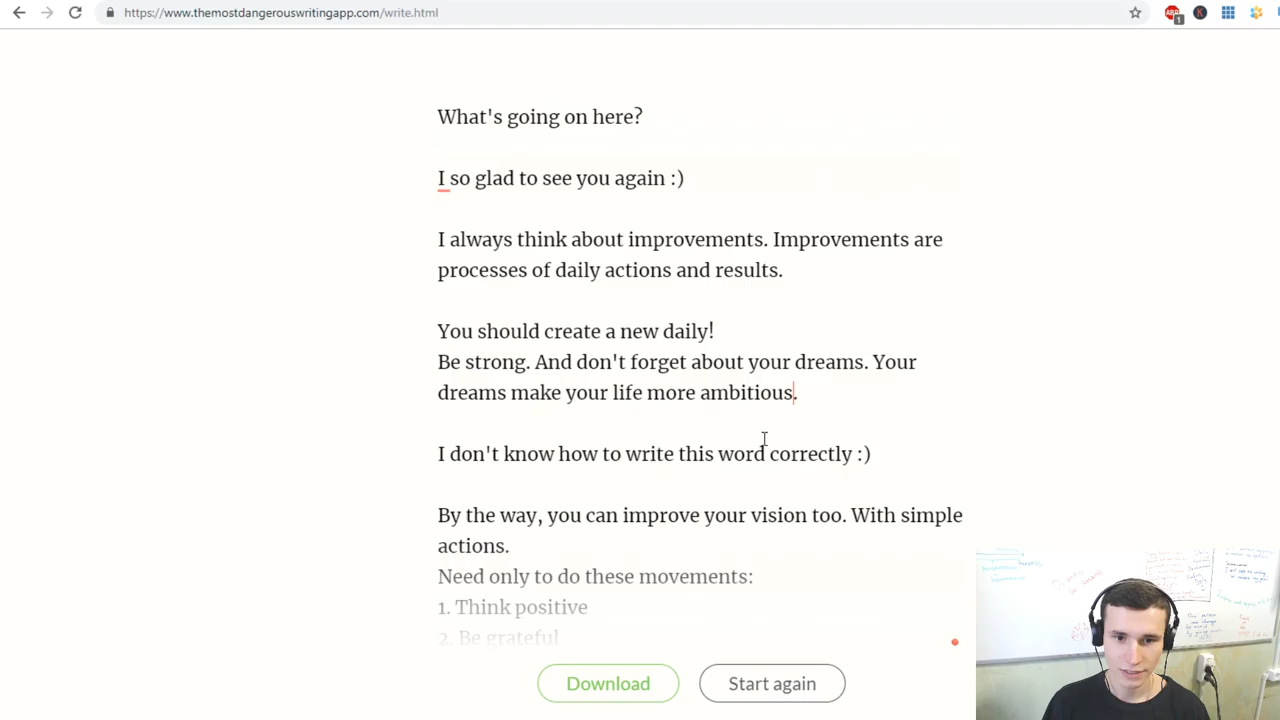 https://www.themostdangerouswritingapp.com/write.html
ABP
1
K
What's going on here?
I so glad to see you again :)
I always think about improvements. Improvements are
processes of daily actions and results.
You should create a new daily!
Be strong. And don't forget about your dreams. Your
dreams make your life more ambitious.
I don't know how to write this word correctly :)
By the way, you can improve your vision too. With simple
actions.
Need only to do these movements:
1. Think positive
2. Be grateful
Download
Start again